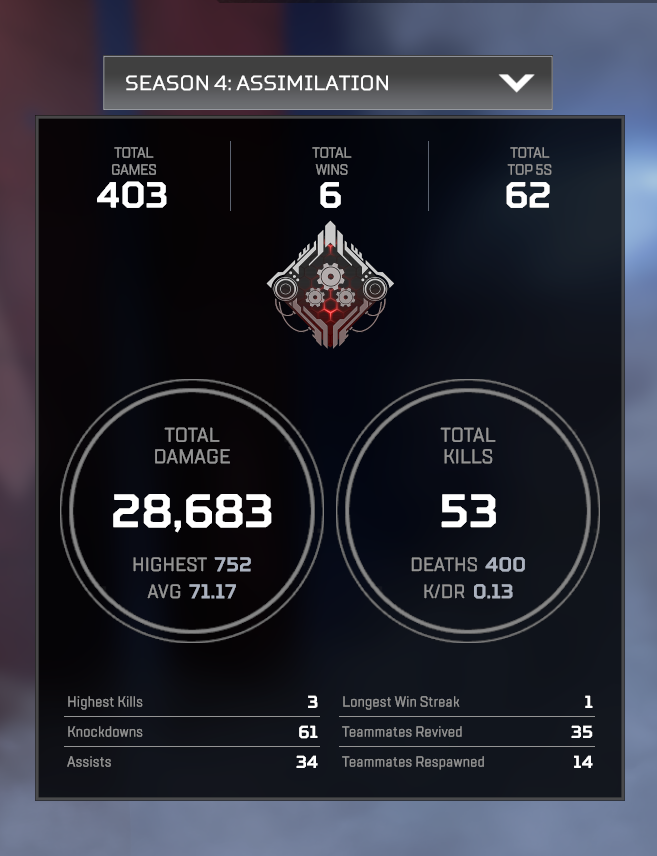 SEASON 4: ASSIMILATION
TOTAL GAMES
403
TOTAL WINS
6
TOTAL TOP 5S
62
TOTAL DAMAGE
28,683
HIGHEST 752
AVG 71.17
TOTAL KILLS
53
DEATHS 400
K/DR 0.13
Highest Kills 3
Knockdowns 61
Assists 34
Longest Win Streak 1
Teammates Revived 35
Teammates Respawned 14